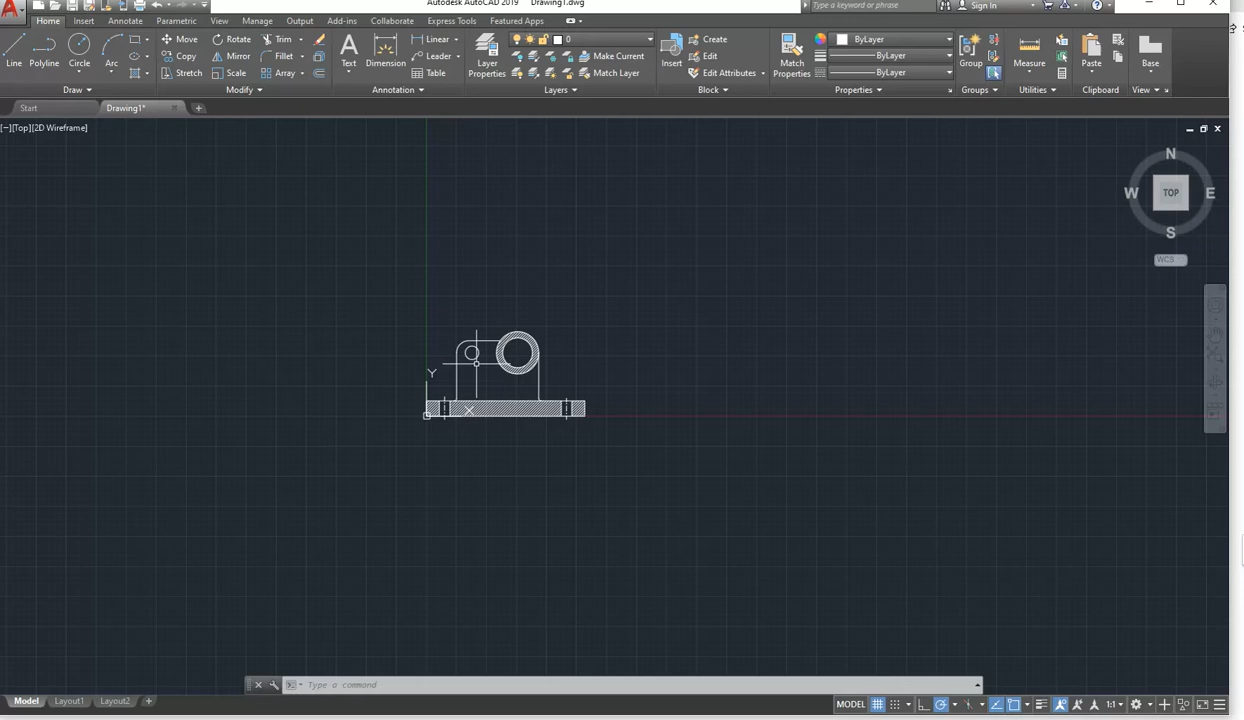 Autodesk AutoCAD 2019 Drawing1.dwg
Type a keyword or phrase
Sign In
Home Insert Annotate Parametric View Manage Output Add-ins Collaborate Express Tools Featured Apps
Line
Polyline
Circle
Arc
Move
Rotate
Trim
Copy
Mirror
Fillet
Stretch
Scale
Array
Text
Dimension
Linear
Leader
Table
Layer
Properties
0
Make Current
Match Layer
Insert
Create
Edit
Edit Attributes
Match
Properties
ByLayer
ByLayer
ByLayer
Group
Measure
Paste
Base
Draw
Modify
Annotation
Layers
Block
Properties
Groups
Utilities
Clipboard
View
Start
Drawing1*
[−][Top][2D Wireframe]
N
W
TOP
E
S
WCS
Y
X
Type a command
Model
Layout1
Layout2
MODEL
1:1